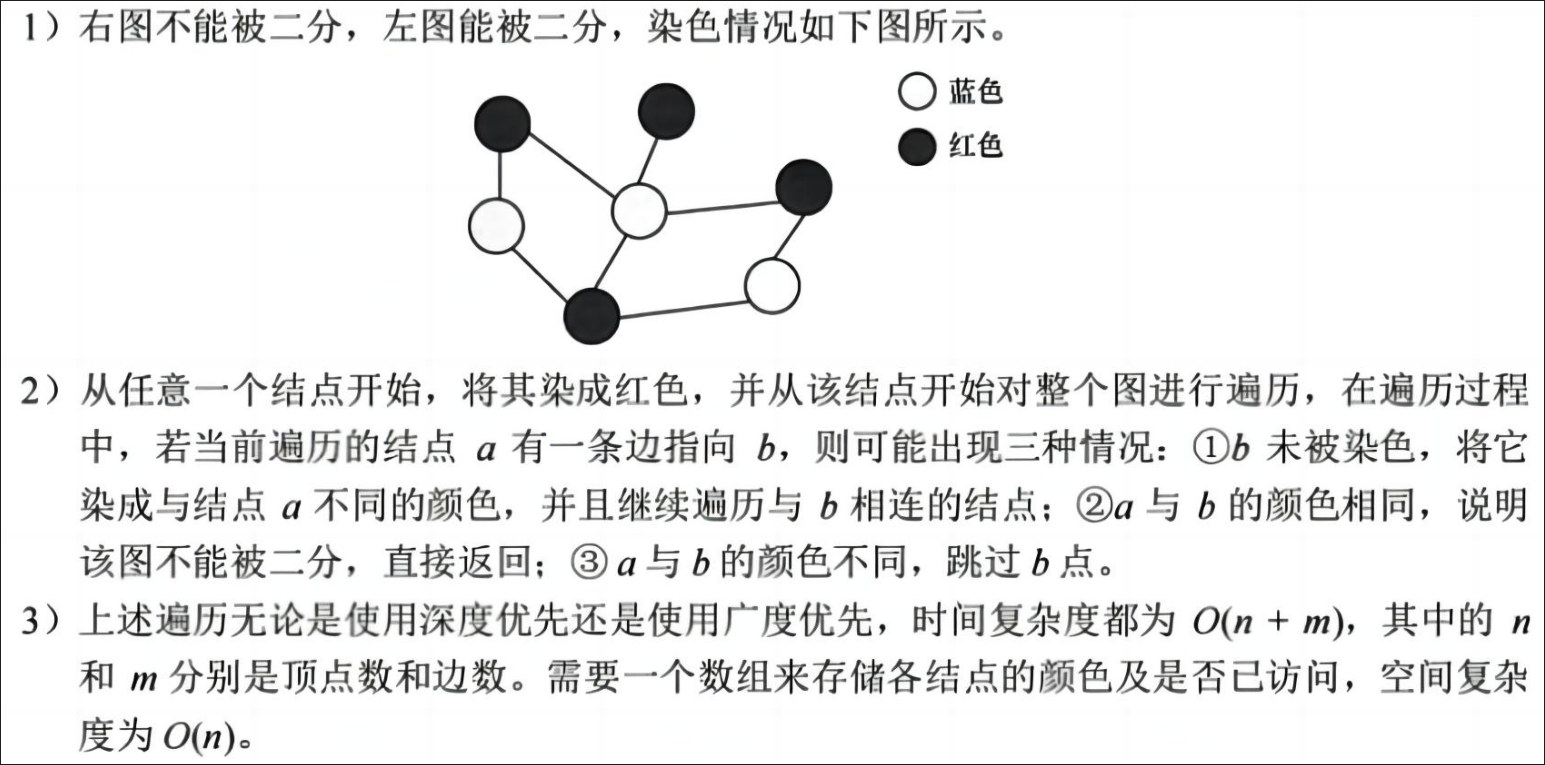 1）右图不能被二分，左图能被二分，染色情况如下图所示。
蓝色
红色
2）从任意一个结点开始，将其染成红色，并从该结点开始对整个图进行遍历，在遍历过程
中，若当前遍历的结点 a 有一条边指向 b，则可能出现三种情况：①b 未被染色，将它
染成与结点 a 不同的颜色，并且继续遍历与 b 相连的结点；②a 与 b 的颜色相同，说明
该图不能被二分，直接返回；③ a 与 b 的颜色不同，跳过 b 点。
3）上述遍历无论是使用深度优先还是使用广度优先，时间复杂度都为 O(n + m)，其中的 n
和 m 分别是顶点数和边数。需要一个数组来存储各结点的颜色及是否已访问，空间复杂
度为 O(n)。